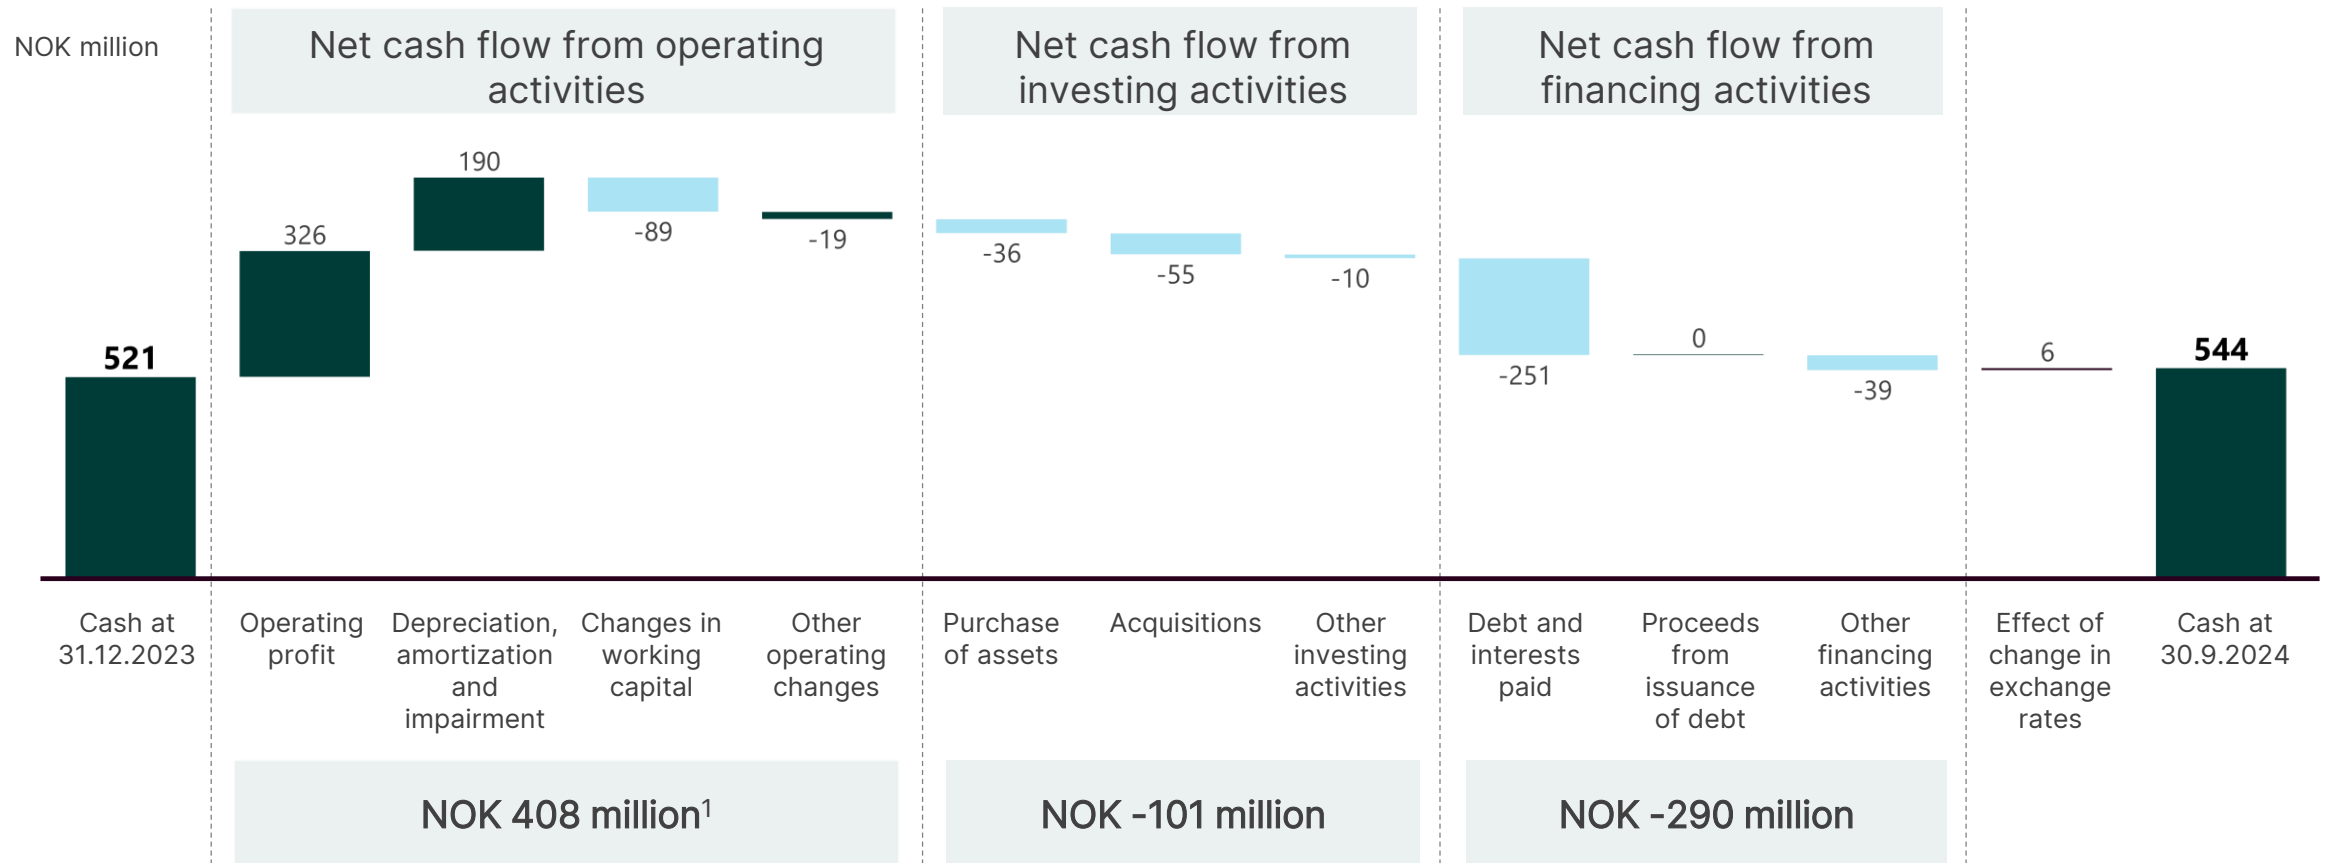 NOK million
Net cash flow from operating
activities
Net cash flow from
investing activities
Net cash flow from
financing activities
521
326
190
-89
-19
-36
-55
-10
-251
0
-39
6
544
Cash at
31.12.2023
Operating
profit
Depreciation,
amortization
and
impairment
Changes in
working
capital
Other
operating
changes
Purchase
of assets
Acquisitions
Other
investing
activities
Debt and
interests
paid
Proceeds
from
issuance
of debt
Other
financing
activities
Effect of
change in
exchange
rates
Cash at
30.9.2024
NOK 408 million¹
NOK -101 million
NOK -290 million